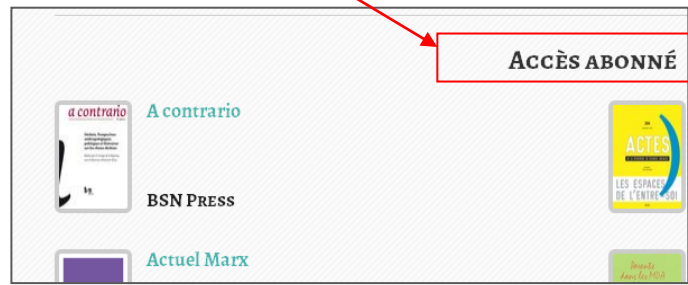 ACCÈS ABONNÉ
a contrario
A contrario
BSN PRESS
ACTES
LES ESPACES
DE L'ENTRE-SOI
Actuel Marx